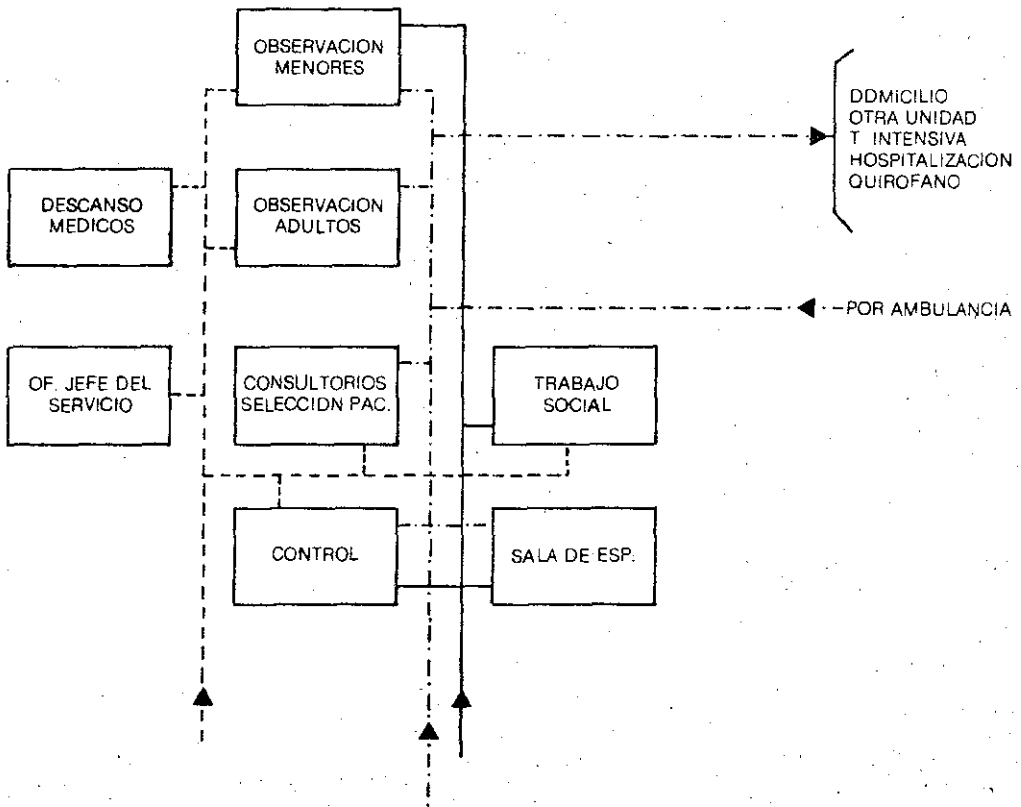 OBSERVACION
MENORES
DDMICILIO
OTRA UNIDAD
T INTENSIVA
HOSPITALIZACION
QUIROFANO
DESCANSO
MEDICOS
OBSERVACION
ADULTOS
POR AMBULANCIA
OF. JEFE DEL
SERVICIO
CONSULTORIOS
SELECCIDN PAC.
TRABAJO
SOCIAL
CONTROL
SALA DE ESP.